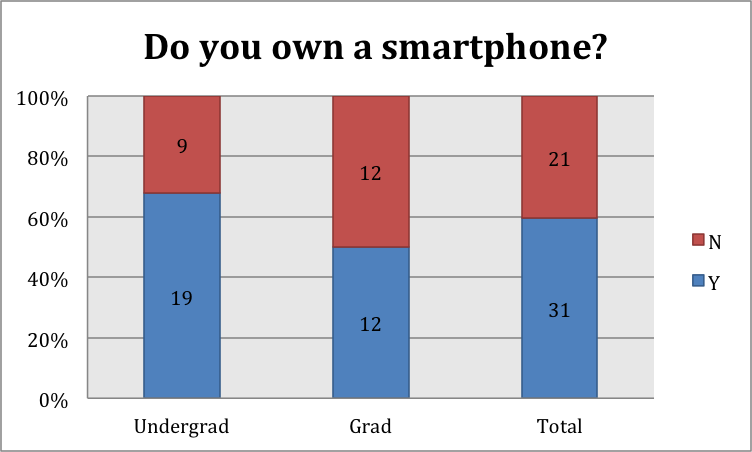 Do you own a smartphone?
100%
80%
60%
40%
20%
0%
9
12
21
19
12
31
N
Y
Undergrad
Grad
Total